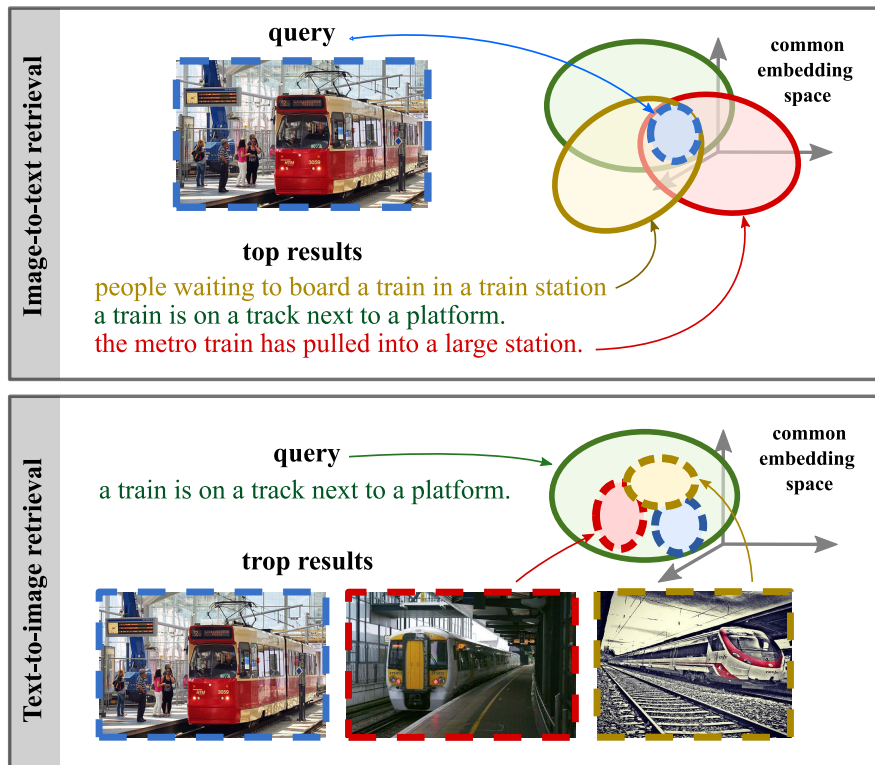 Image-to-text retrieval
query
common
embedding
space
3059
top results
people waiting to board a train in a train station
a train is on a track next to a platform.
the metro train has pulled into a large station.
Text-to-image retrieval
query
common
embedding
space
a train is on a track next to a platform.
trop results
3059